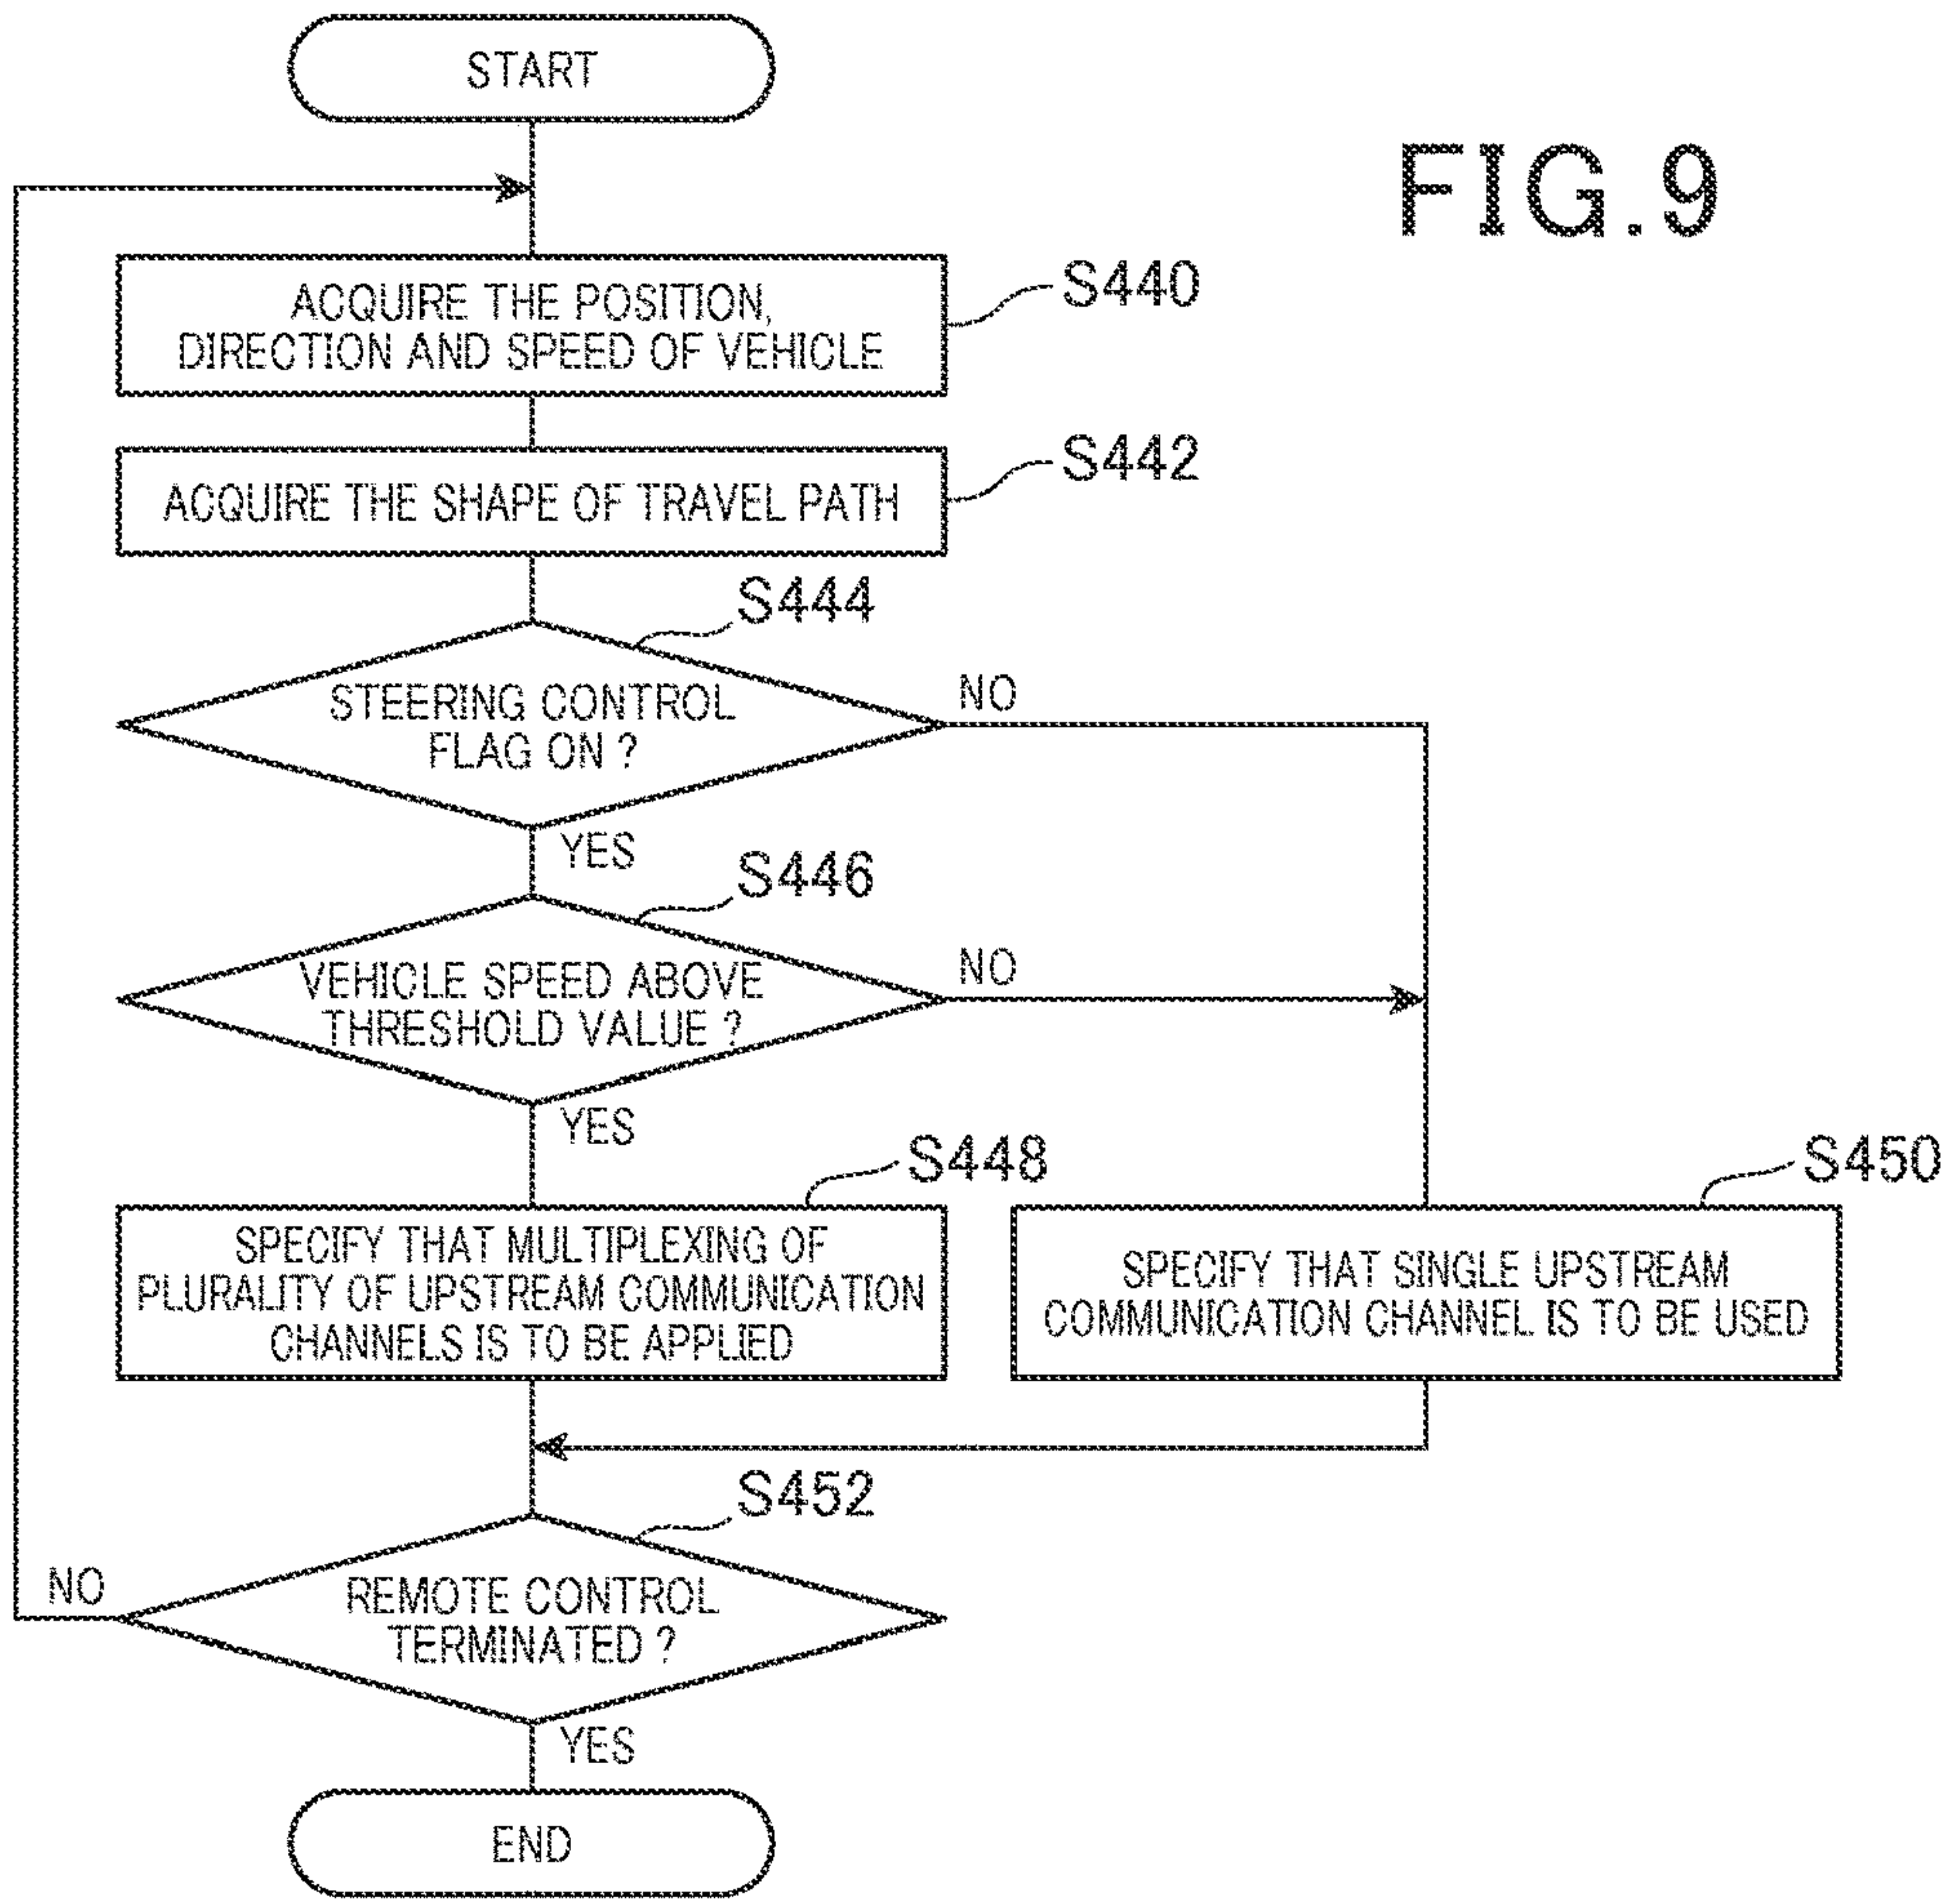 START
FIG.9
ACQUIRE THE POSITION,
DIRECTION AND SPEED OF VEHICLE
S440
ACQUIRE THE SHAPE OF TRAVEL PATH
S442
S444
STEERING CONTROL
FLAG ON ?
NO
YES
S446
VEHICLE SPEED ABOVE
THRESHOLD VALUE ?
NO
YES
S448
SPECIFY THAT MULTIPLEXING OF
PLURALITY OF UPSTREAM COMMUNICATION
CHANNELS IS TO BE APPLIED
S450
SPECIFY THAT SINGLE UPSTREAM
COMMUNICATION CHANNEL IS TO BE USED
S452
REMOTE CONTROL
TERMINATED ?
NO
YES
END